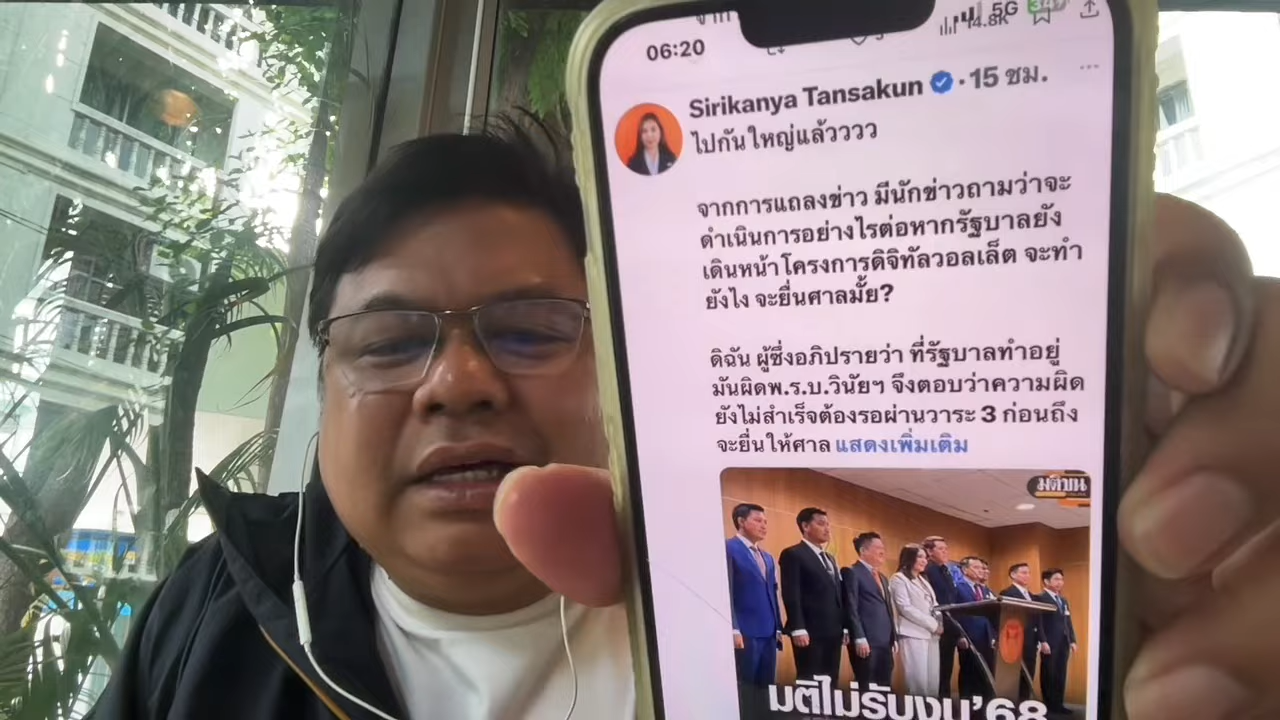 จาก
06:20
14.8K
5G
Sirikanya Tansakun · 15 ชม.
ไปกันใหญ่แล้วววว
จากการแถลงข่าว มีนักข่าวถามว่าจะ
ดำเนินการอย่างไรต่อหากรัฐบาลยัง
เดินหน้าโครงการดิจิทัลวอลเล็ต จะทำ
ยังไง จะยื่นศาลมั้ย?
ดิฉัน ผู้ซึ่งอภิปรายว่า ที่รัฐบาลทำอยู่
มันผิดพ.ร.บ.วินัยฯ จึงตอบว่าความผิด
ยังไม่สำเร็จต้องรอผ่านวาระ 3 ก่อนถึง
จะยื่นให้ศาล แสดงเพิ่มเติม
มติชน
มติไม่รับงบ'68